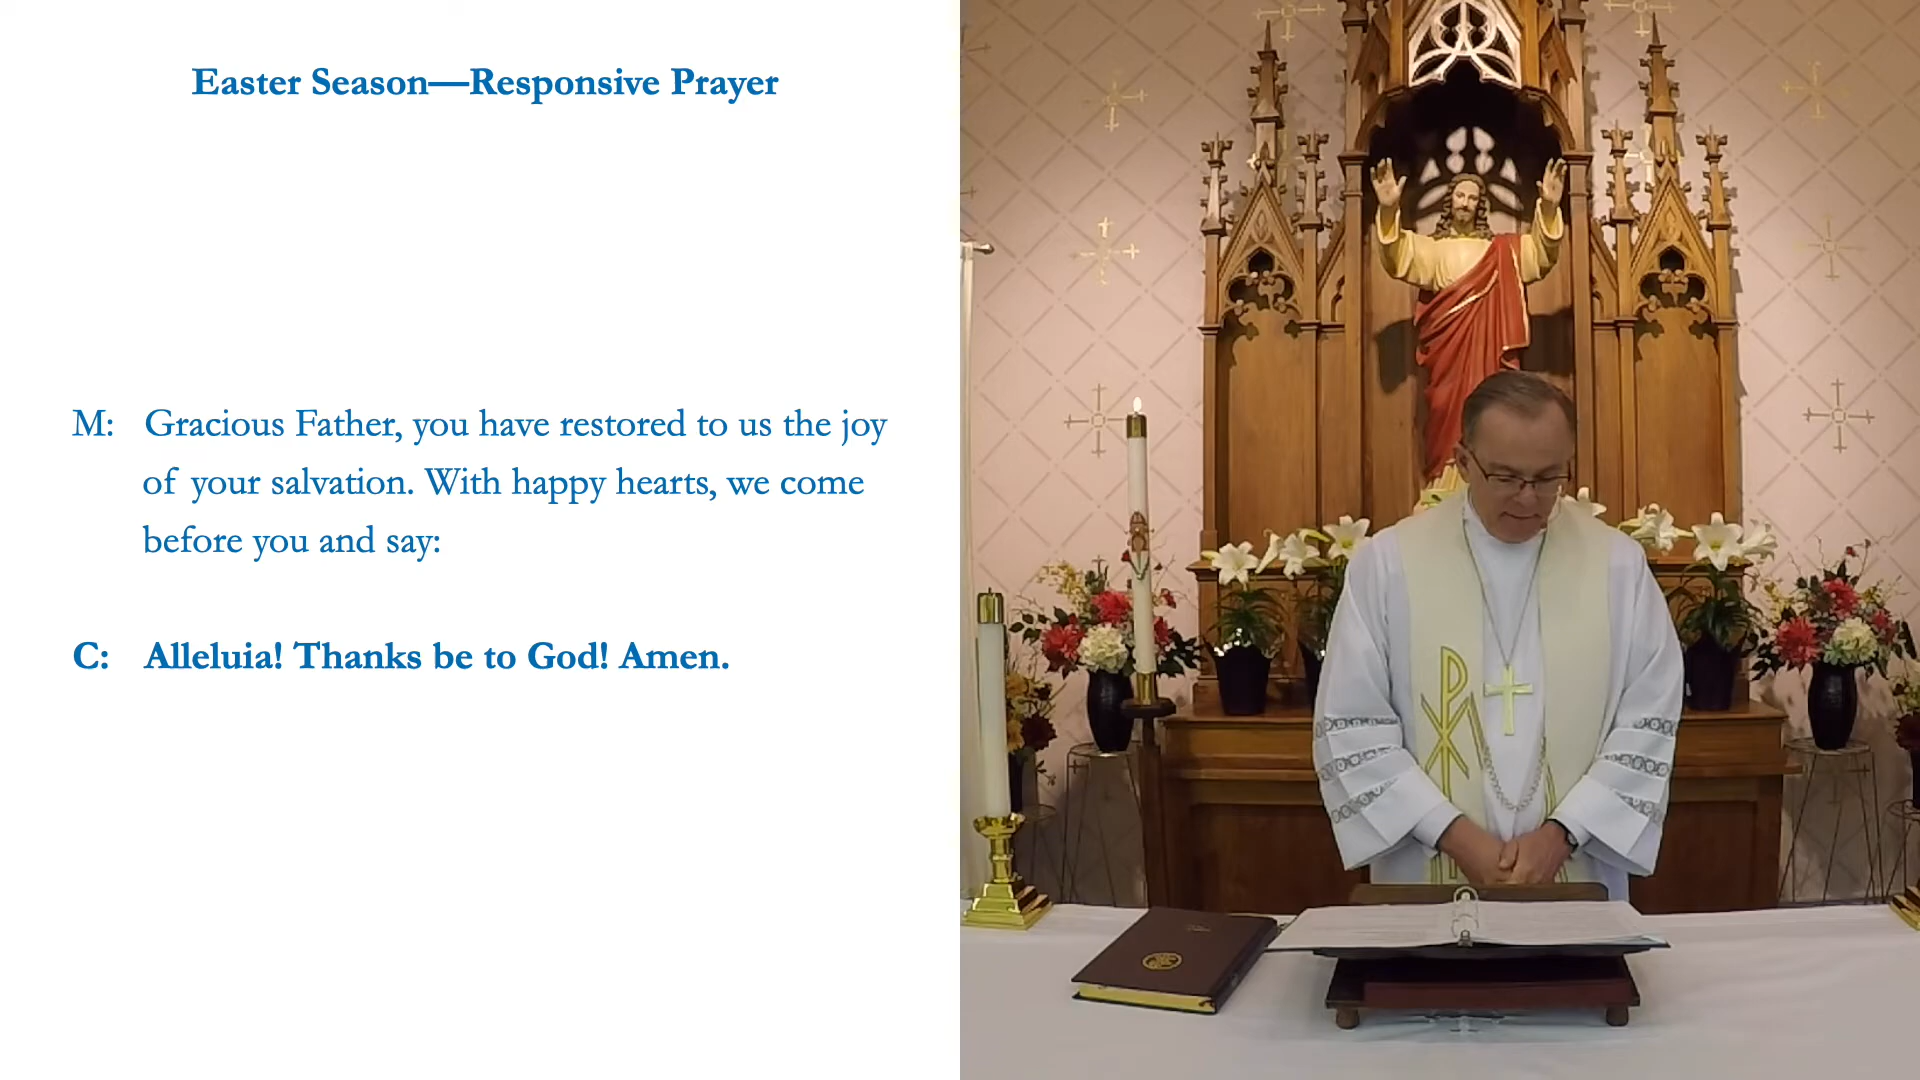 Easter Season—Responsive Prayer
M: Gracious Father, you have restored to us the joy
of your salvation. With happy hearts, we come
before you and say:
C: Alleluia! Thanks be to God! Amen.